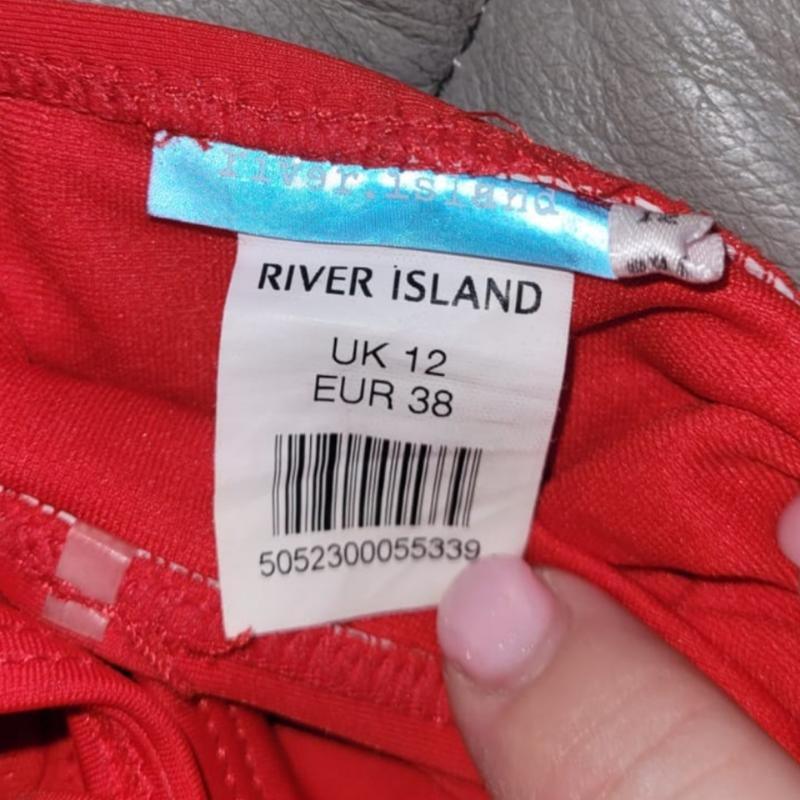 river.island
RIVER ISLAND
UK 12
EUR 38
5052300055339